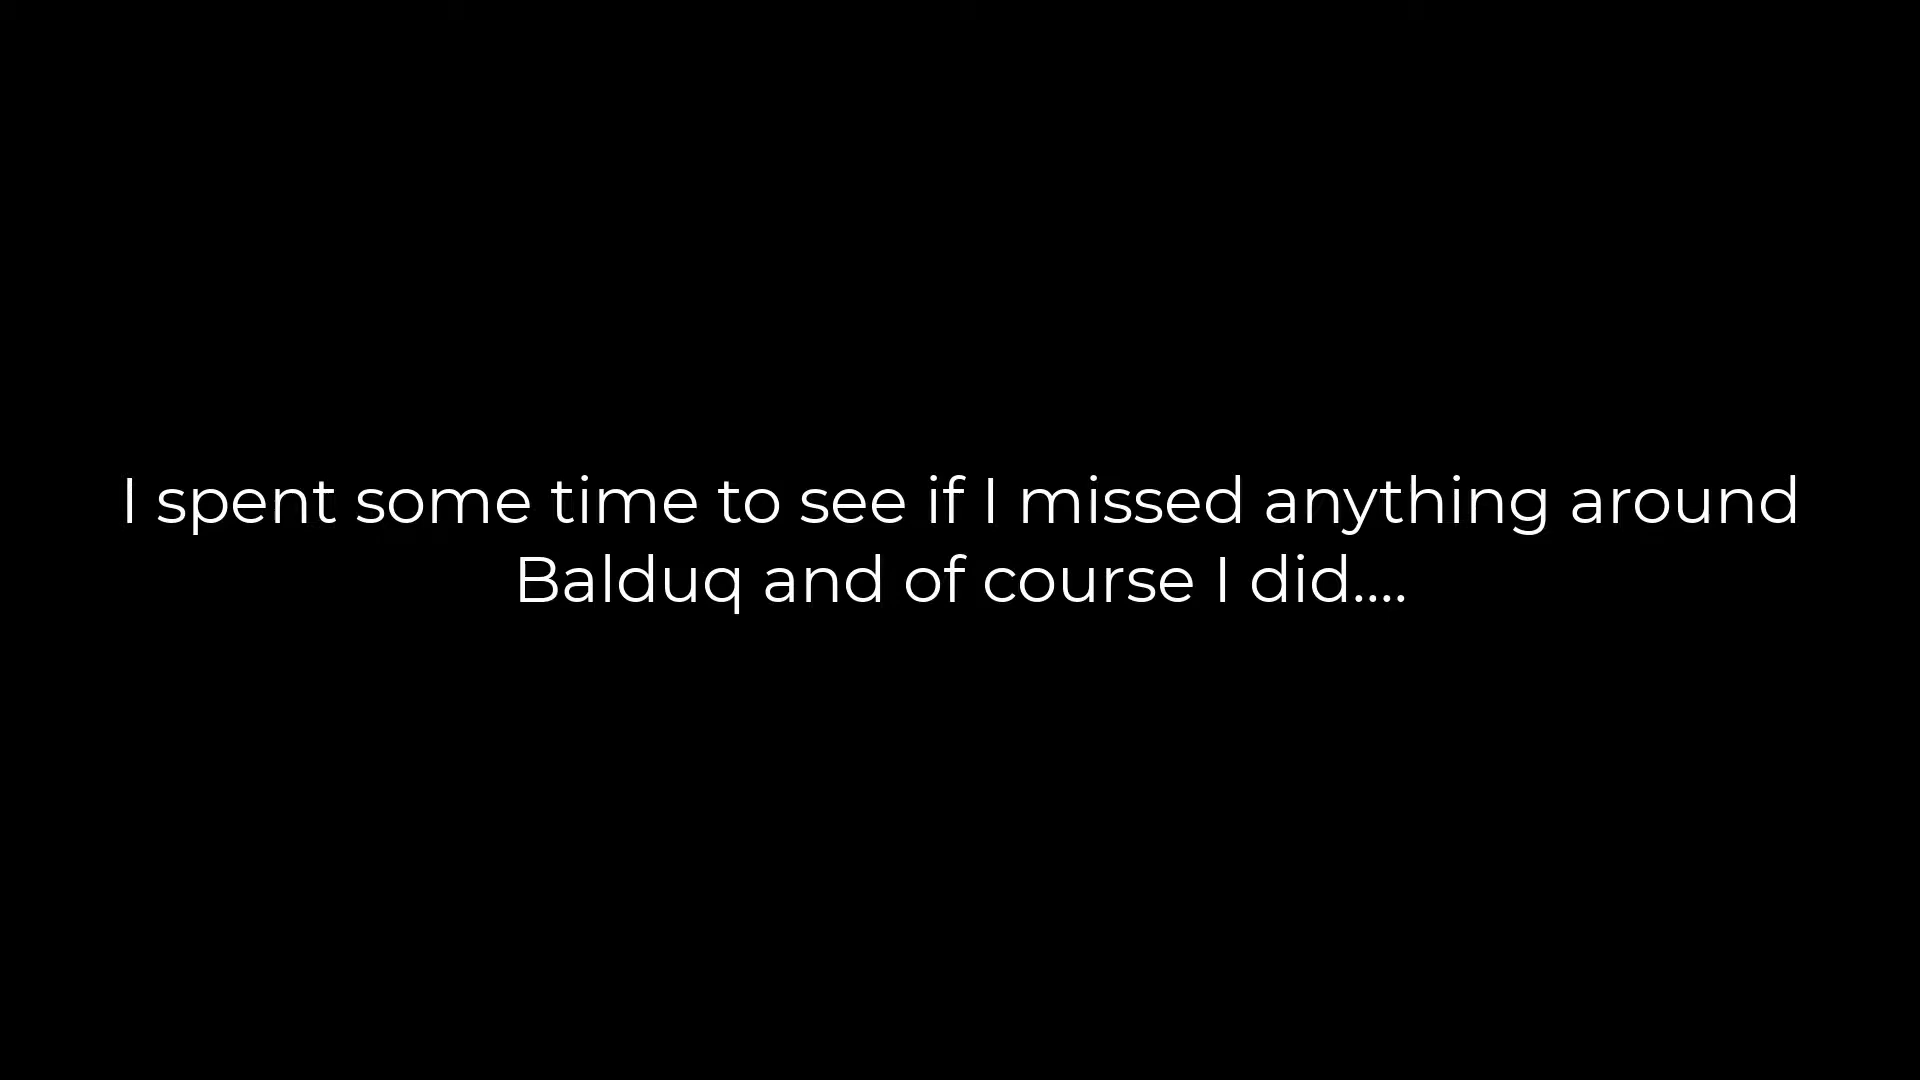 I spent some time to see if I missed anything around
Balduq and of course I did....